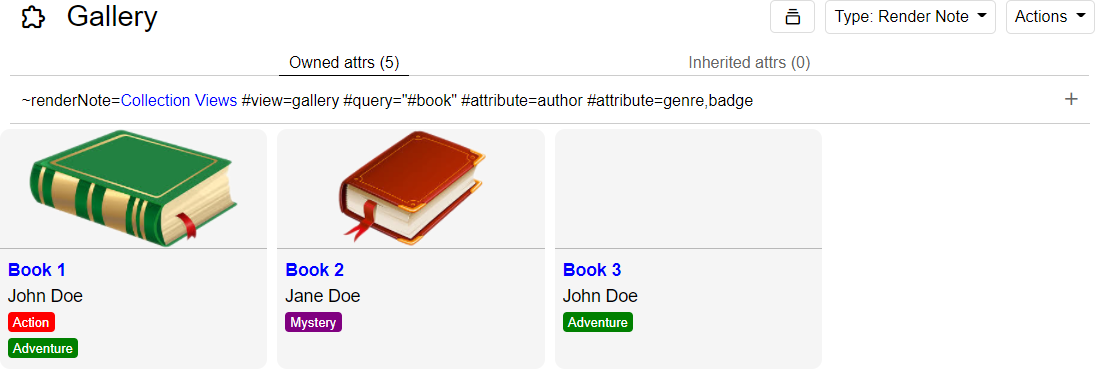 Gallery
Type: Render Note
Actions
Owned attrs (5)
Inherited attrs (0)
~renderNote=Collection Views #view=gallery #query="#book" #attribute=author #attribute=genre,badge
Book 1
John Doe
Action
Adventure
Book 2
Jane Doe
Mystery
Book 3
John Doe
Adventure